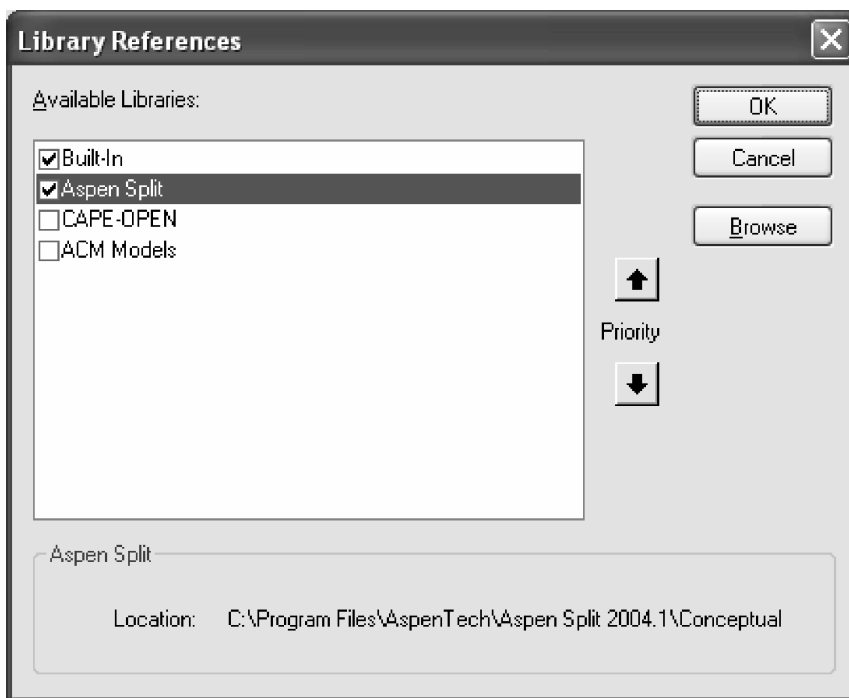 Library References
Available Libraries:
Built-In
Aspen Split
CAPE-OPEN
ACM Models
OK
Cancel
Browse
Priority
Aspen Split
Location: C:\Program Files\AspenTech\Aspen Split 2004.1\Conceptual